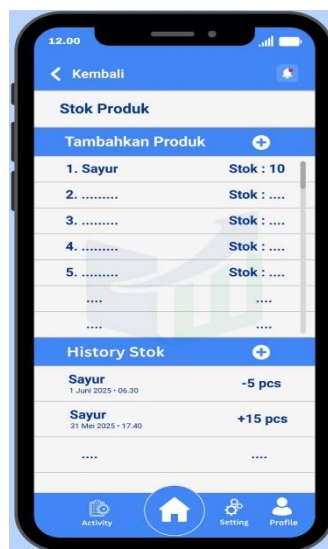 12.00
Kembali
Stok Produk
Tambahkan Produk
1. Sayur Stok : 10
2. ......... Stok : ....
3. ......... Stok : ....
4. ......... Stok : ....
5. ......... Stok : ....
.... ....
.... ....
History Stok
Sayur -5 pcs
1 Juni 2025 • 06.30
Sayur +15 pcs
31 Mei 2025 • 17.40
.... ....
Activity Setting Profile